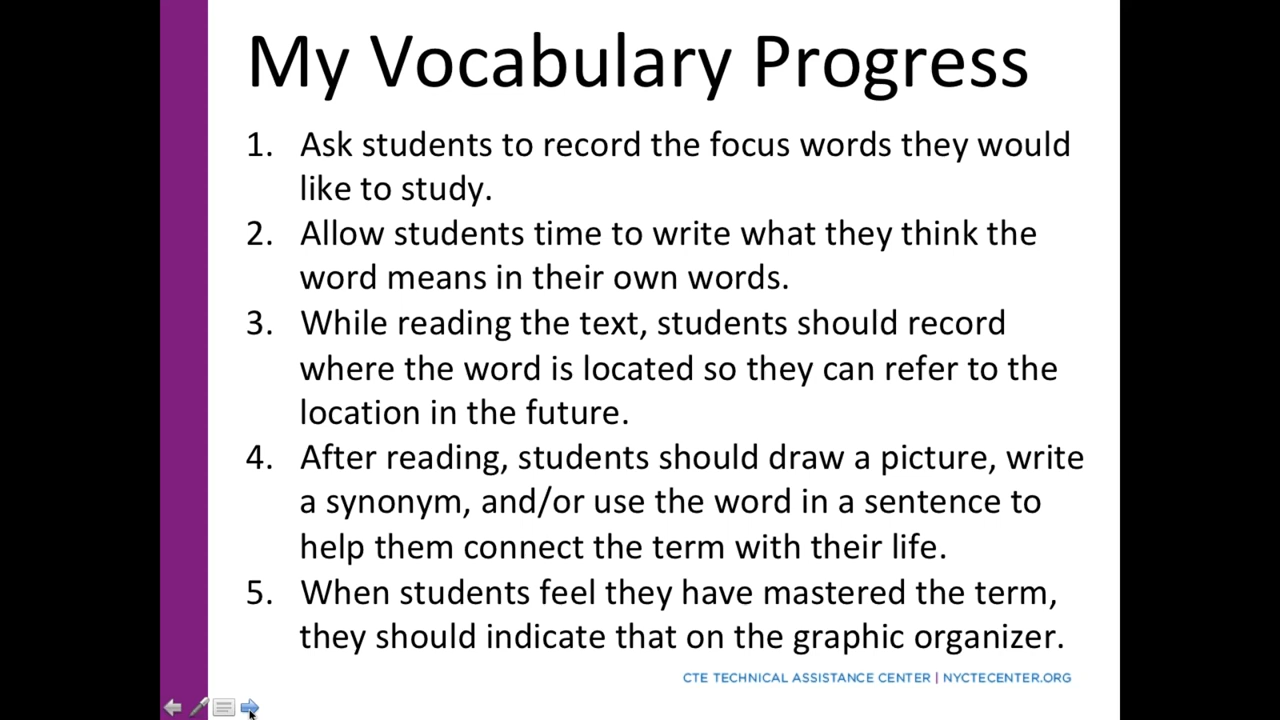 My Vocabulary Progress
1. Ask students to record the focus words they would
like to study.
2. Allow students time to write what they think the
word means in their own words.
3. While reading the text, students should record
where the word is located so they can refer to the
location in the future.
4. After reading, students should draw a picture, write
a synonym, and/or use the word in a sentence to
help them connect the term with their life.
5. When students feel they have mastered the term,
they should indicate that on the graphic organizer.
CTE TECHNICAL ASSISTANCE CENTER | NYCTECENTER.ORG